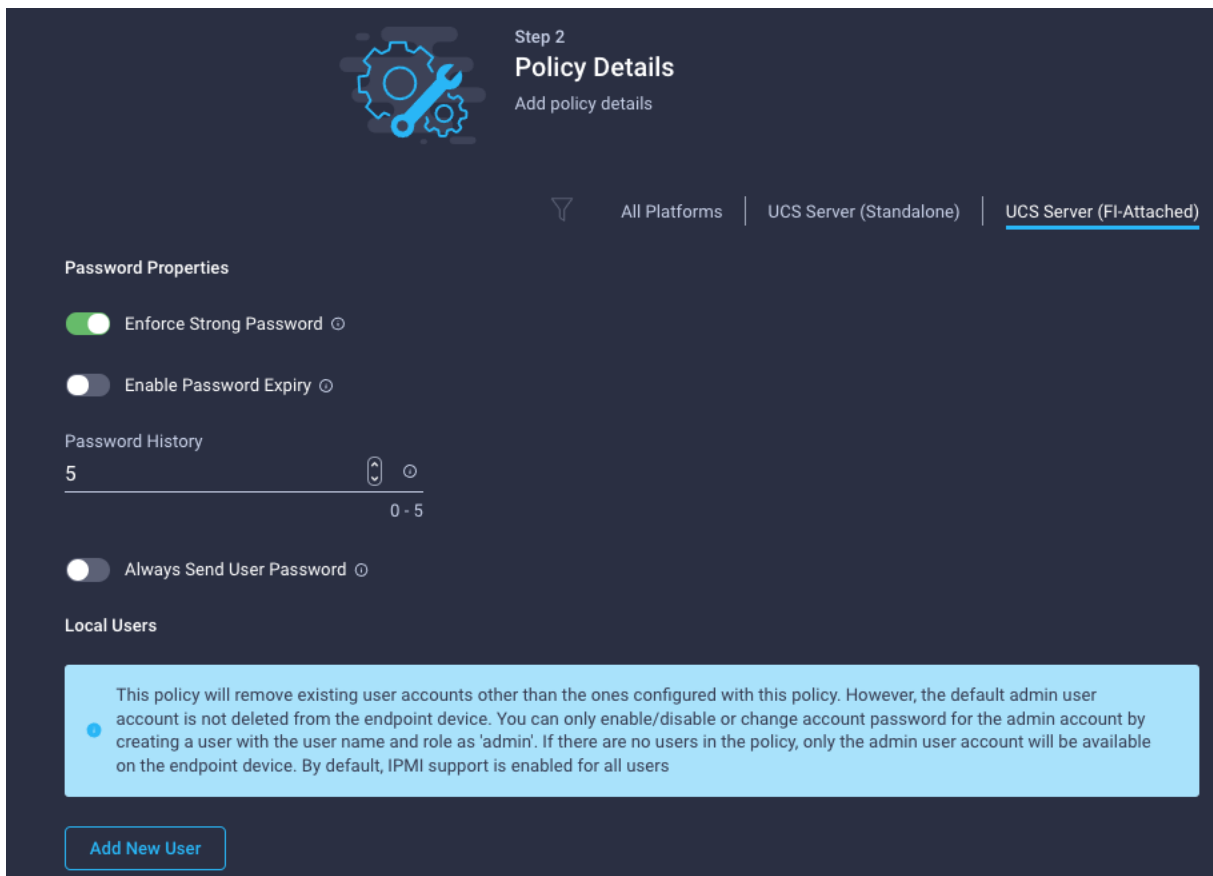 Step 2
Policy Details
Add policy details
All Platforms
UCS Server (Standalone)
UCS Server (FI-Attached)
Password Properties
Enforce Strong Password
Enable Password Expiry
Password History
5
0 - 5
Always Send User Password
Local Users
This policy will remove existing user accounts other than the ones configured with this policy. However, the default admin user
account is not deleted from the endpoint device. You can only enable/disable or change account password for the admin account by
creating a user with the user name and role as 'admin'. If there are no users in the policy, only the admin user account will be available
on the endpoint device. By default, IPMI support is enabled for all users
Add New User